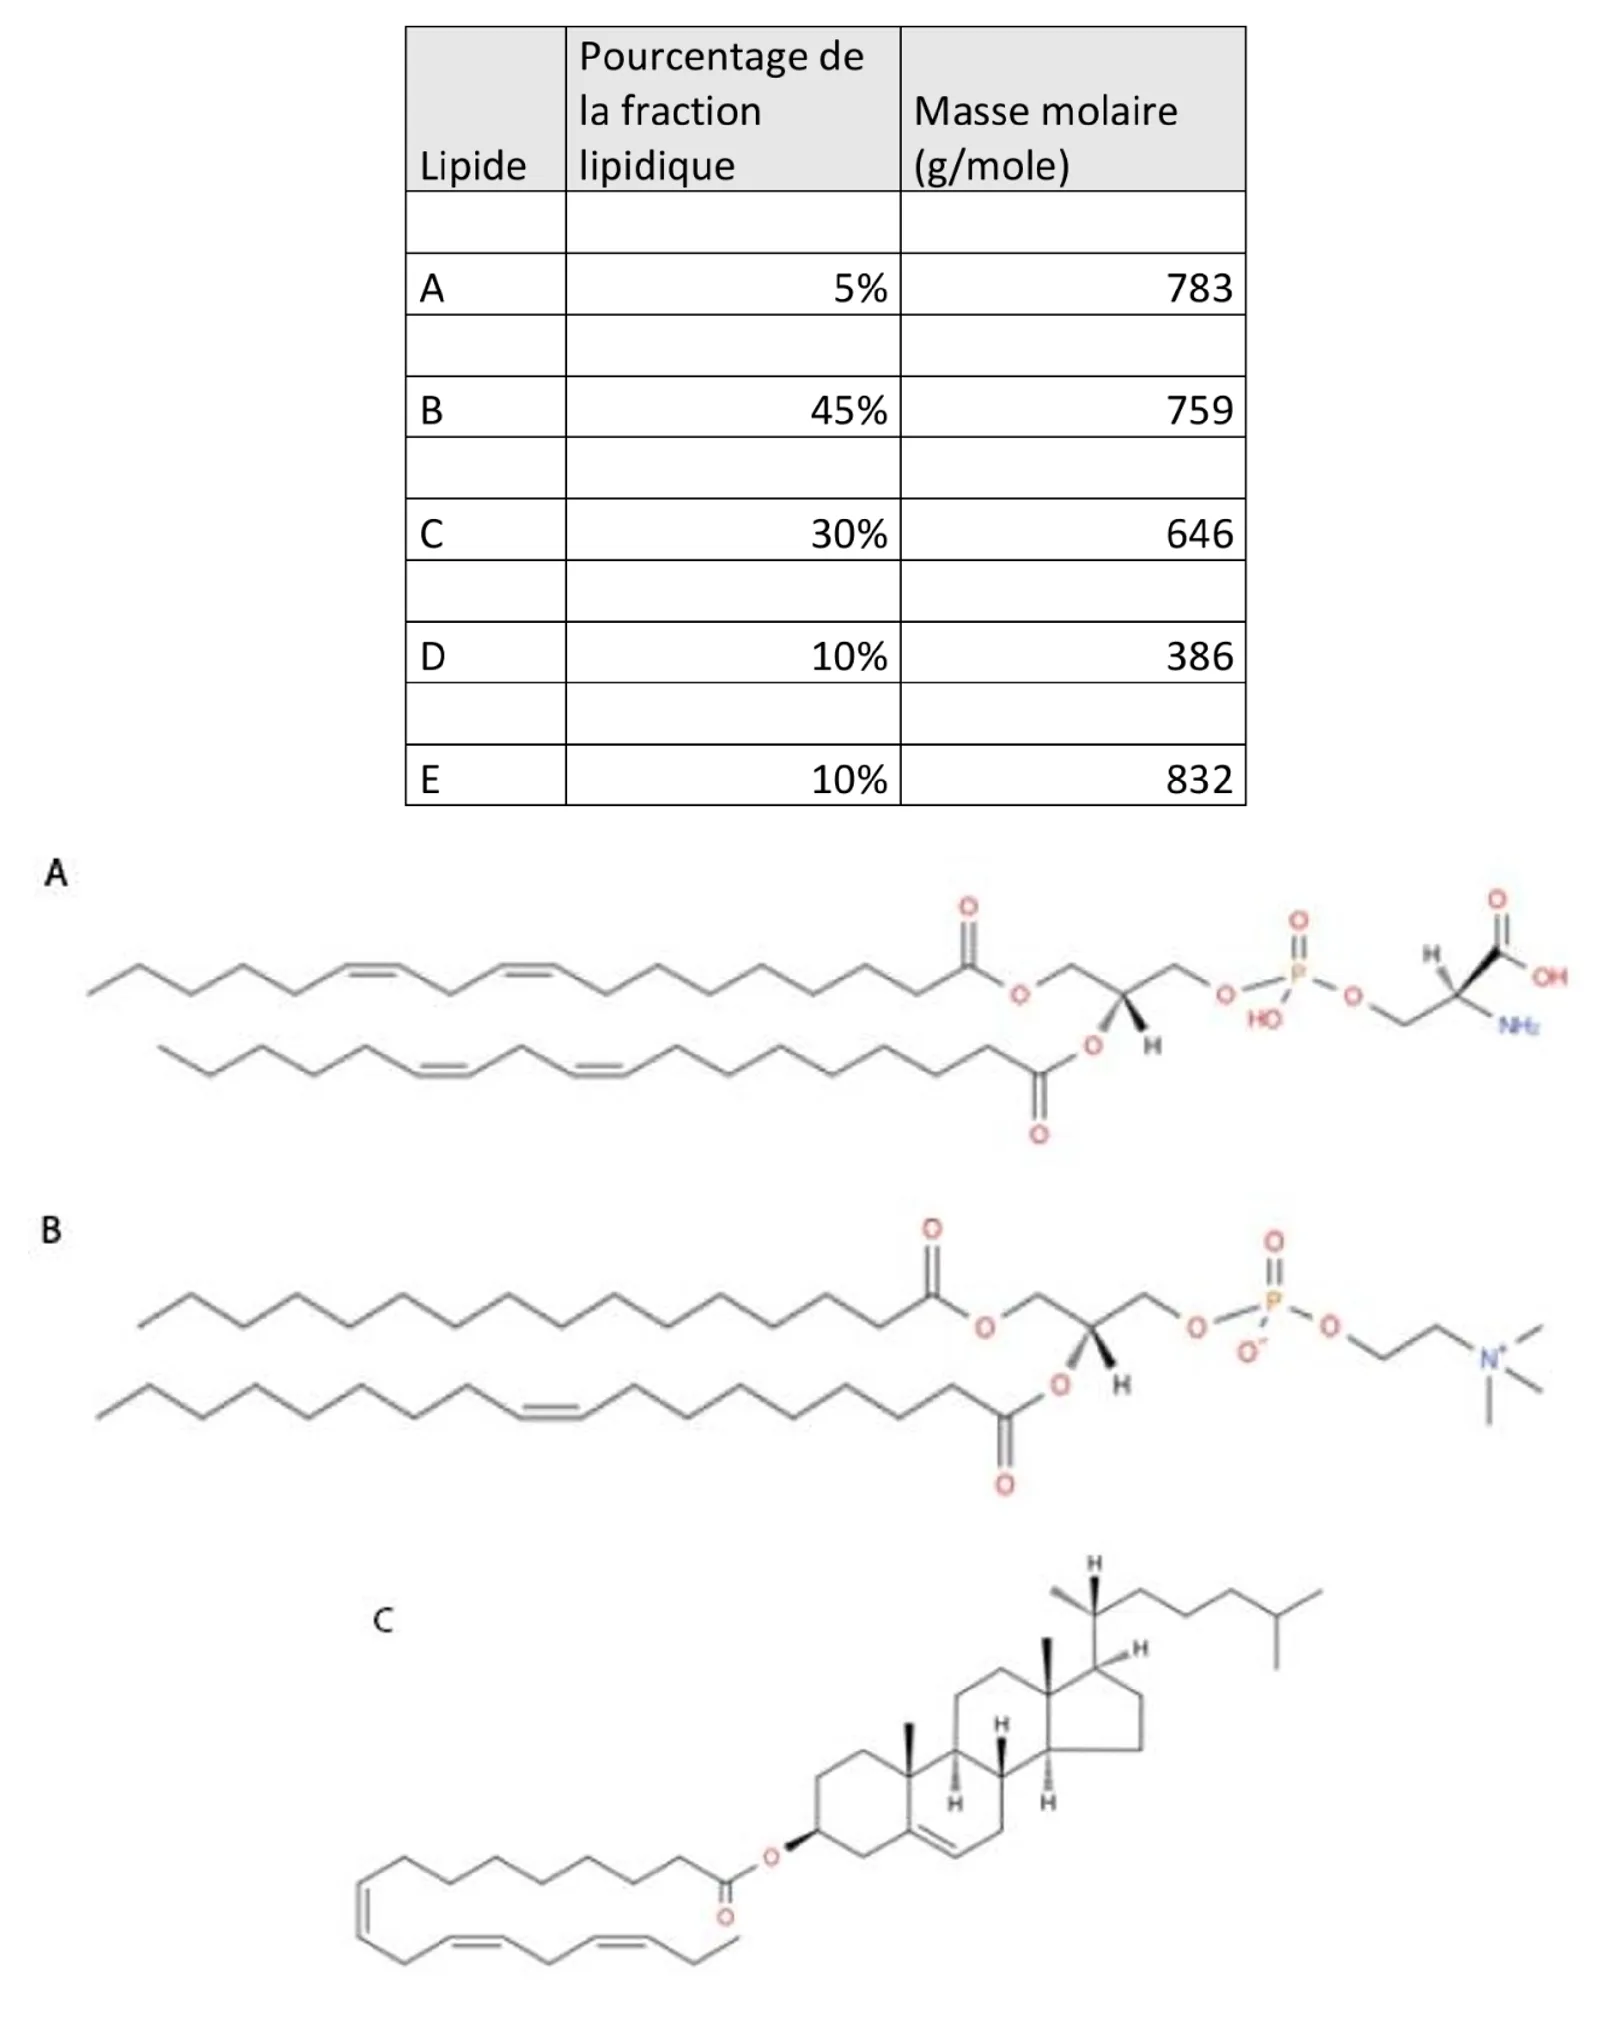 Lipide
Pourcentage de
la fraction
lipidique
Masse molaire
(g/mole)
A 5% 783
B 45% 759
C 30% 646
D 10% 386
E 10% 832
A
O O
O O P O H OH
HO NH₂
O H
O
B
O O
O O P O
O⁻ N⁺
O H
O
C
H
H
H
H H
O
O